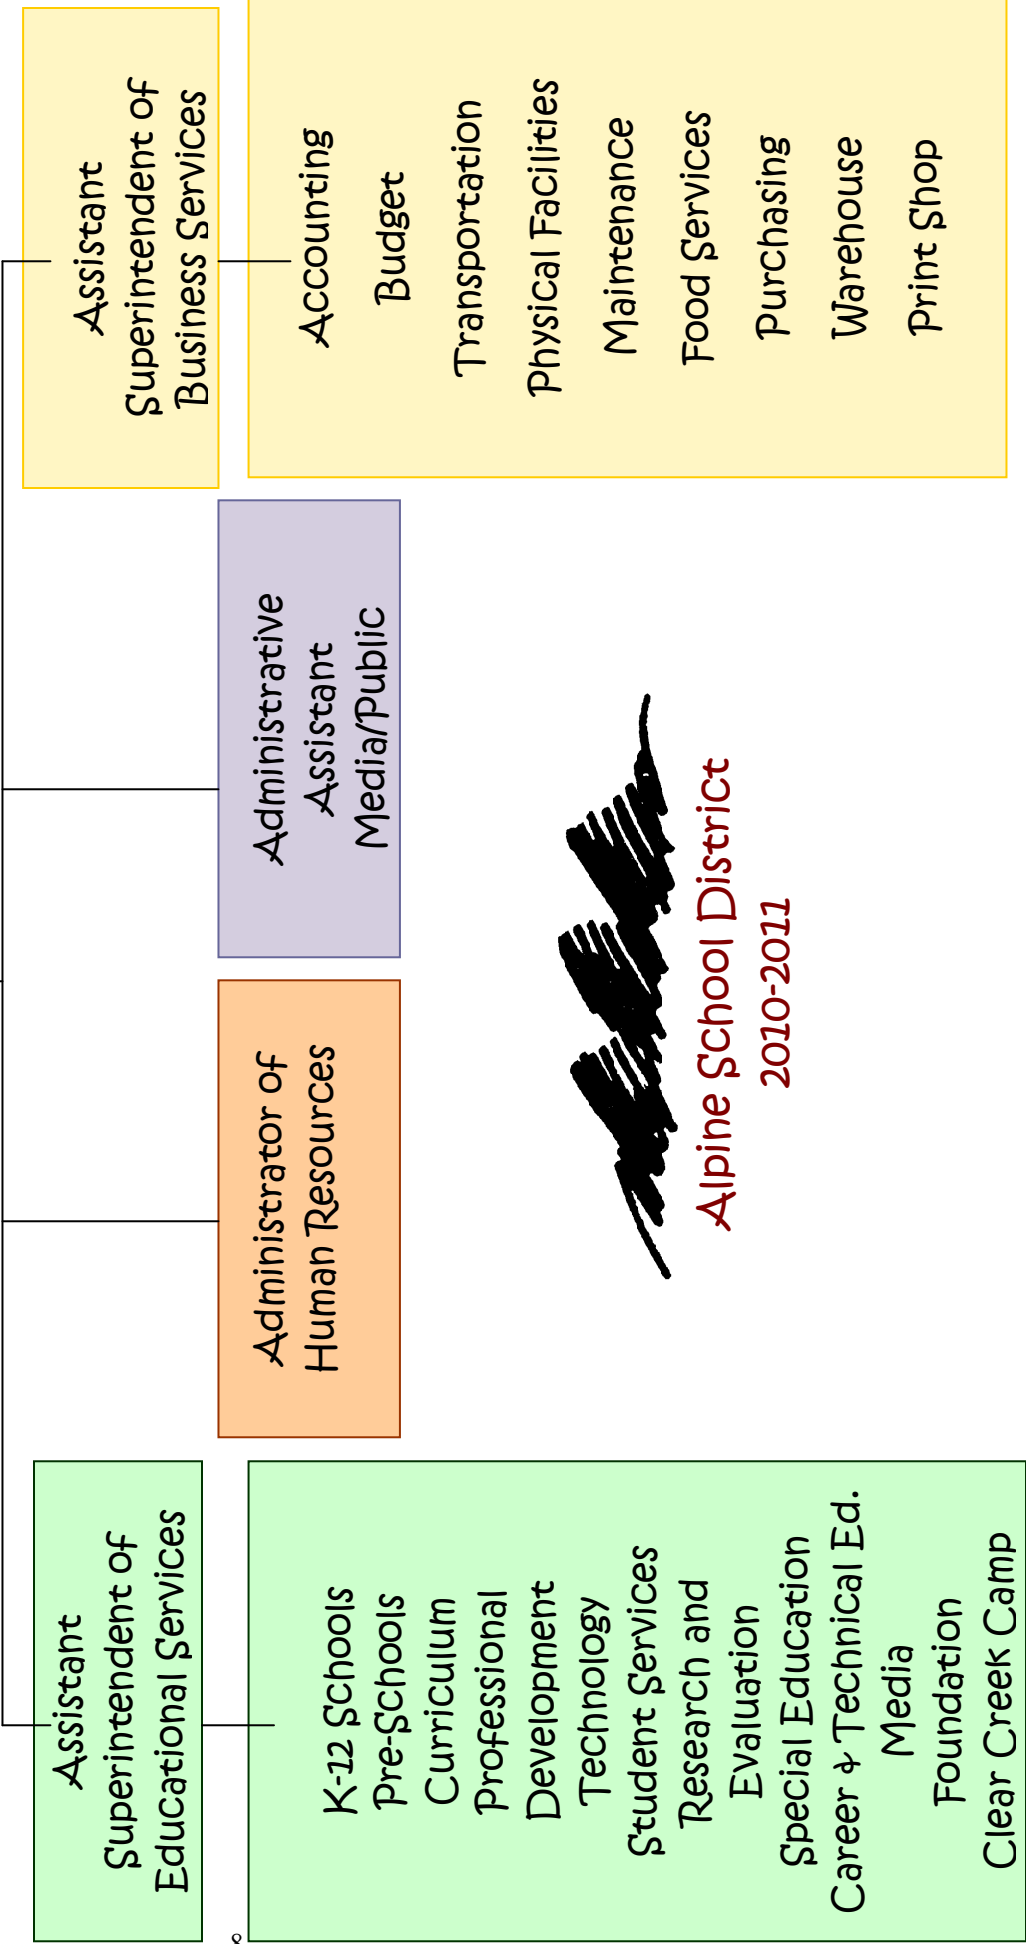 Assistant
Superintendent of
Educational Services
K-12 Schools
Pre-Schools
Curriculum
Professional
Development
Technology
Student Services
Research and
Evaluation
Special Education
Career & Technical Ed.
Media
Foundation
Clear Creek Camp
Administrator of
Human Resources
Administrative
Assistant
Media/Public
Assistant
Superintendent of
Business Services
Accounting
Budget
Transportation
Physical Facilities
Maintenance
Food Services
Purchasing
Warehouse
Print Shop
Alpine School District
2010-2011
8